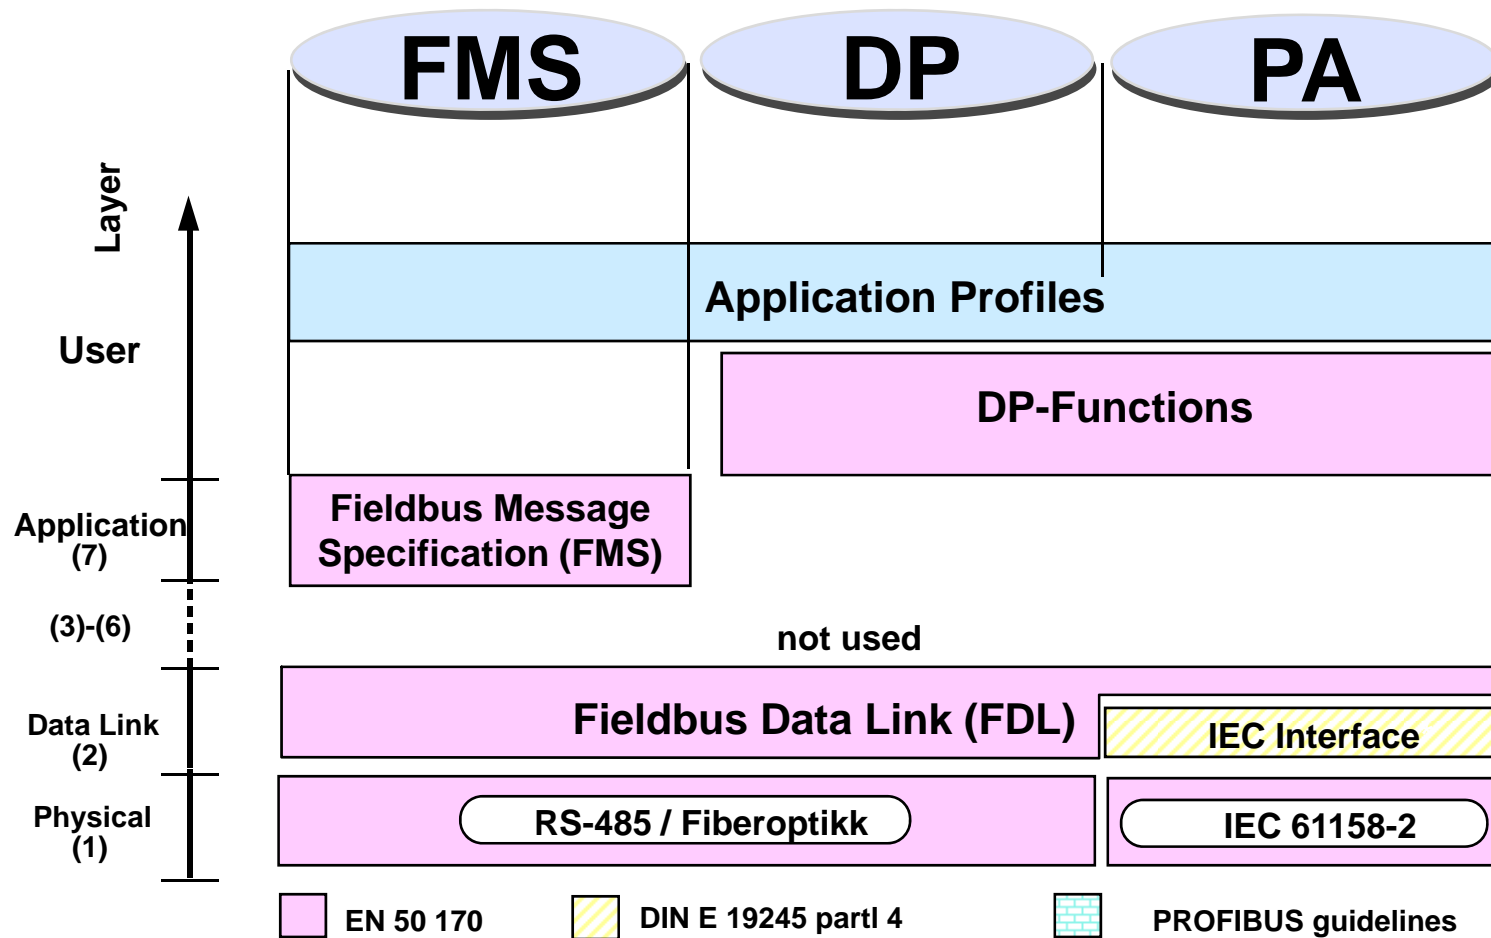 FMS
DP
PA
Layer
Application Profiles
User
DP-Functions
Fieldbus Message
Specification (FMS)
Application
(7)
(3)-(6)
not used
Fieldbus Data Link (FDL)
IEC Interface
Data Link
(2)
RS-485 / Fiberoptikk
IEC 61158-2
Physical
(1)
EN 50 170
DIN E 19245 partl 4
PROFIBUS guidelines